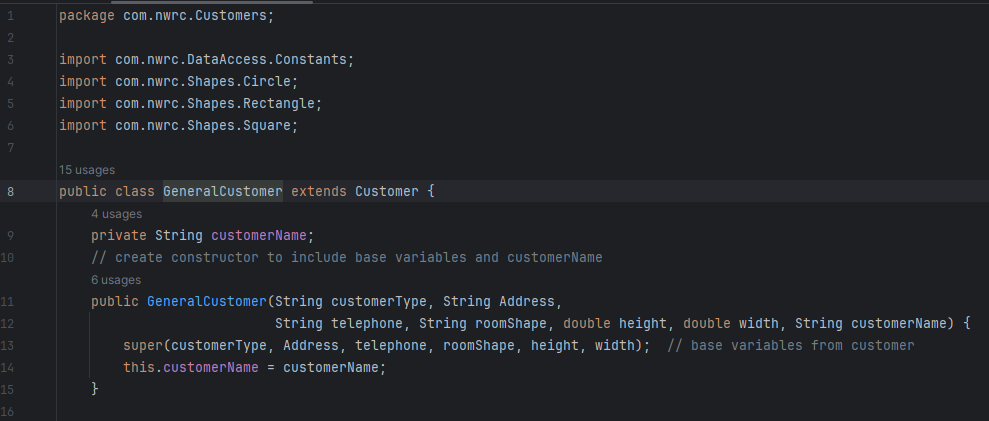 1 package com.nwrc.Customers;
2
3 import com.nwrc.DataAccess.Constants;
4 import com.nwrc.Shapes.Circle;
5 import com.nwrc.Shapes.Rectangle;
6 import com.nwrc.Shapes.Square;
7
15 usages
8 public class GeneralCustomer extends Customer {
4 usages
9 private String customerName;
10 // create constructor to include base variables and customerName
6 usages
11 public GeneralCustomer(String customerType, String Address,
12 String telephone, String roomShape, double height, double width, String customerName) {
13 super(customerType, Address, telephone, roomShape, height, width);  // base variables from customer
14 this.customerName = customerName;
15 }
16